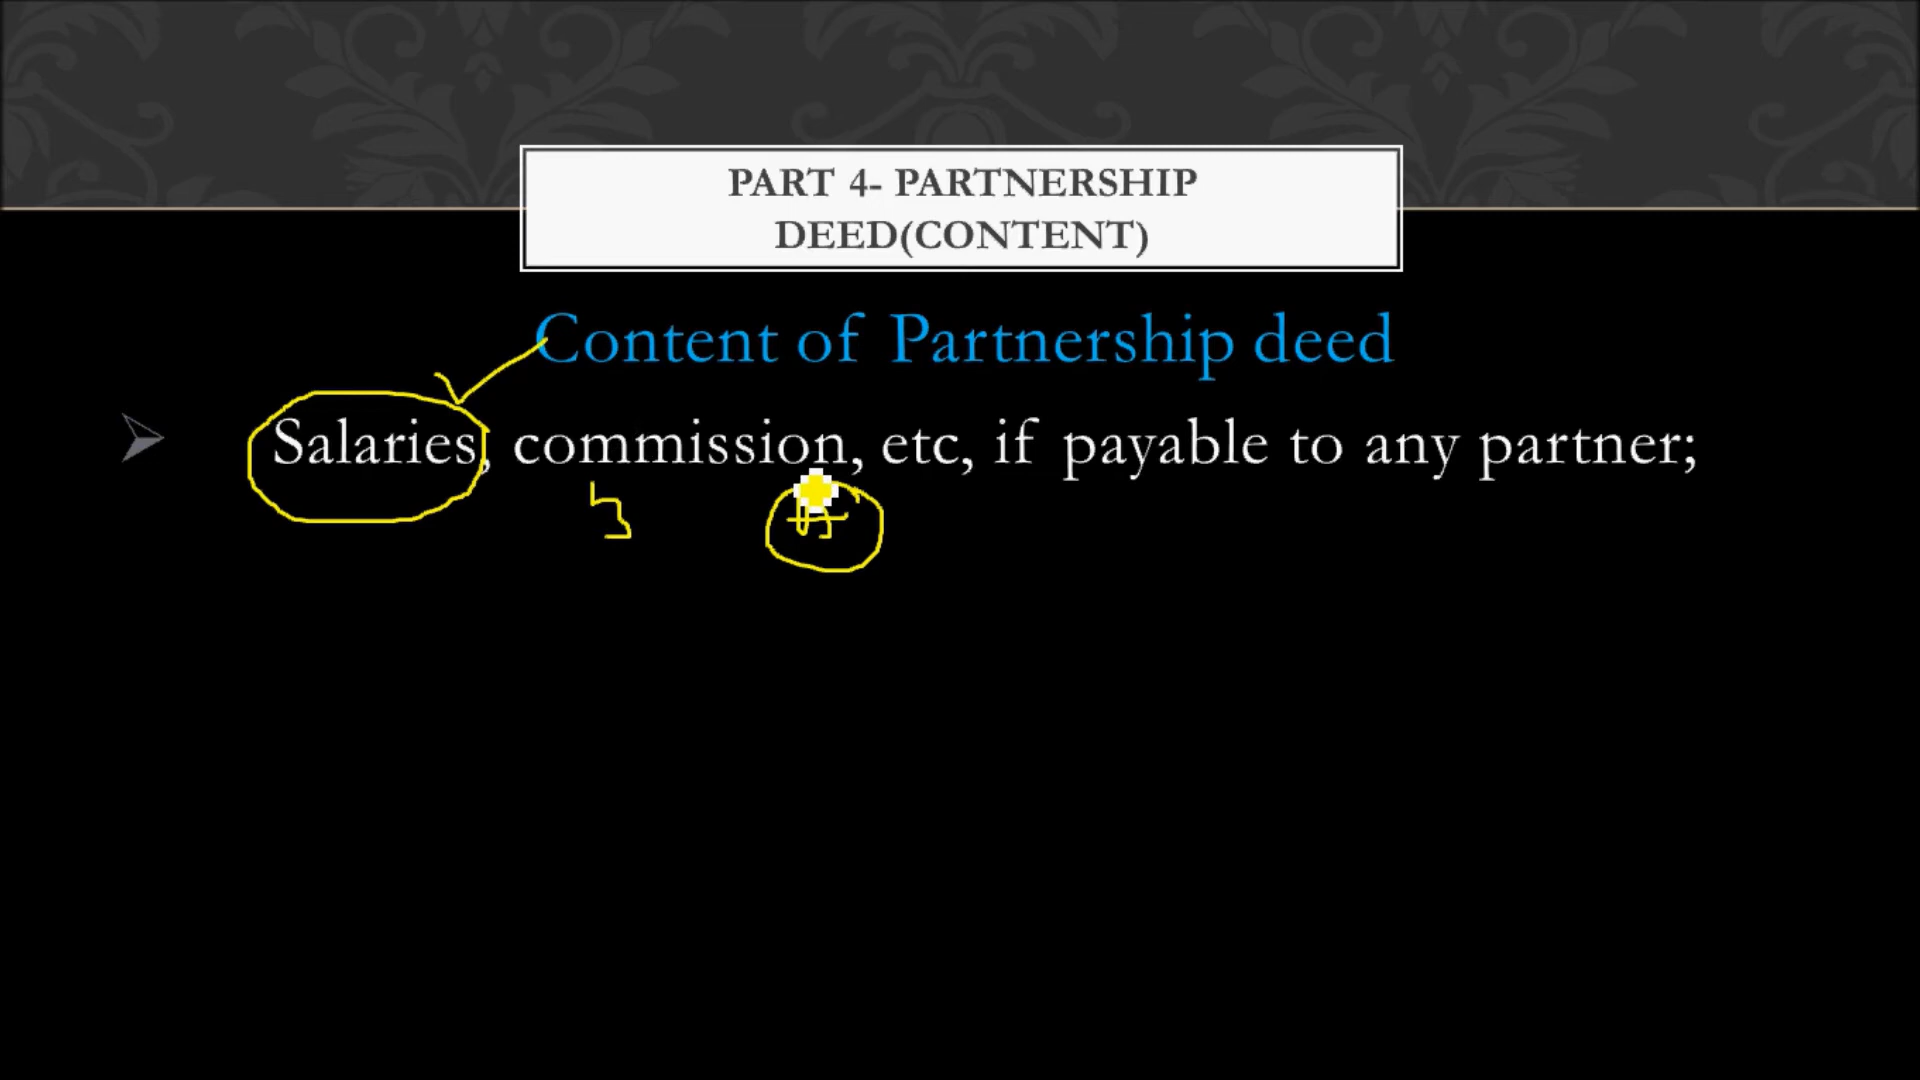 PART 4- PARTNERSHIP
DEED(CONTENT)
Content of Partnership deed
Salaries, commission, etc, if payable to any partner;